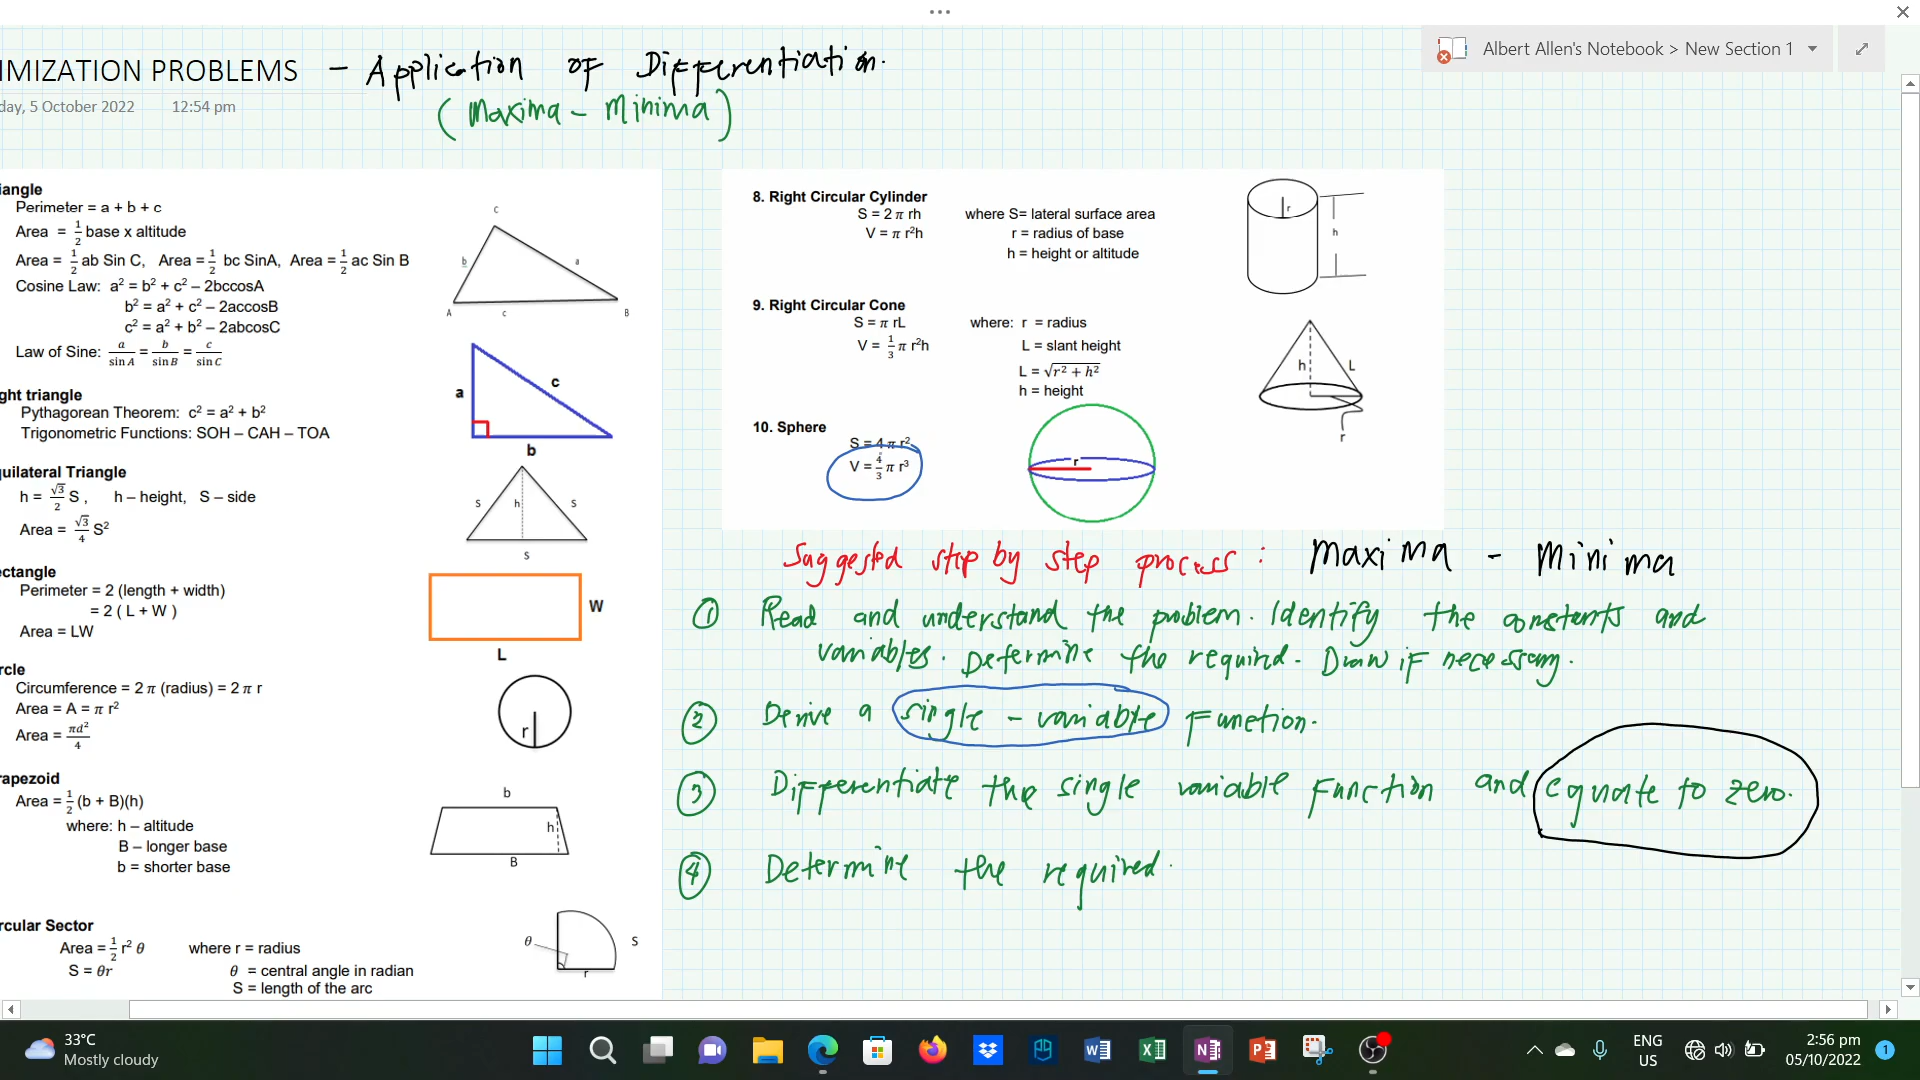 Albert Allen's Notebook > New Section 1
IMIZATION PROBLEMS - Application of Differentiation.
day, 5 October 2022 12:54 pm
(Maxima - Minima)
iangle
Perimeter = a + b + c
Area = 1/2 base x altitude
Area = 1/2 ab Sin C, Area = 1/2 bc SinA, Area = 1/2 ac Sin B
Cosine Law: a² = b² + c² – 2bccosA
b² = a² + c² – 2accosB
c² = a² + b² – 2abcosC
Law of Sine: a/sin A = b/sin B = c/sin C
C
b
a
A
c
B
ght triangle
Pythagorean Theorem: c² = a² + b²
Trigonometric Functions: SOH – CAH – TOA
a
c
b
quilateral Triangle
h = √3/2 S , h – height, S – side
Area = √3/4 S²
S
h
S
S
ectangle
Perimeter = 2 (length + width)
= 2 ( L + W )
Area = LW
W
L
rcle
Circumference = 2 π (radius) = 2 π r
Area = A = π r²
Area = πd²/4
r
rapezoid
Area = 1/2 (b + B)(h)
where: h – altitude
B – longer base
b = shorter base
b
h
B
rcular Sector
Area = 1/2 r² θ where r = radius
S = θr θ = central angle in radian
S = length of the arc
θ
S
r
8. Right Circular Cylinder
S = 2 π rh where S= lateral surface area
V = π r²h r = radius of base
h = height or altitude
r
h
9. Right Circular Cone
S = π rL where: r = radius
V = 1/3 π r²h L = slant height
L = √r² + h²
h = height
h
L
r
10. Sphere
S = 4 π r²
V = 4/3 π r³
r
Suggested step by step process : Maxima - Minima
① Read and understand the problem. Identify the constants and
variables. Determine the required. Draw if necessary.
② Derive a single - variable function.
③ Differentiate the single variable function and equate to zero.
④ Determine the required.
33°C
Mostly cloudy
ENG
US
2:56 pm
05/10/2022
1